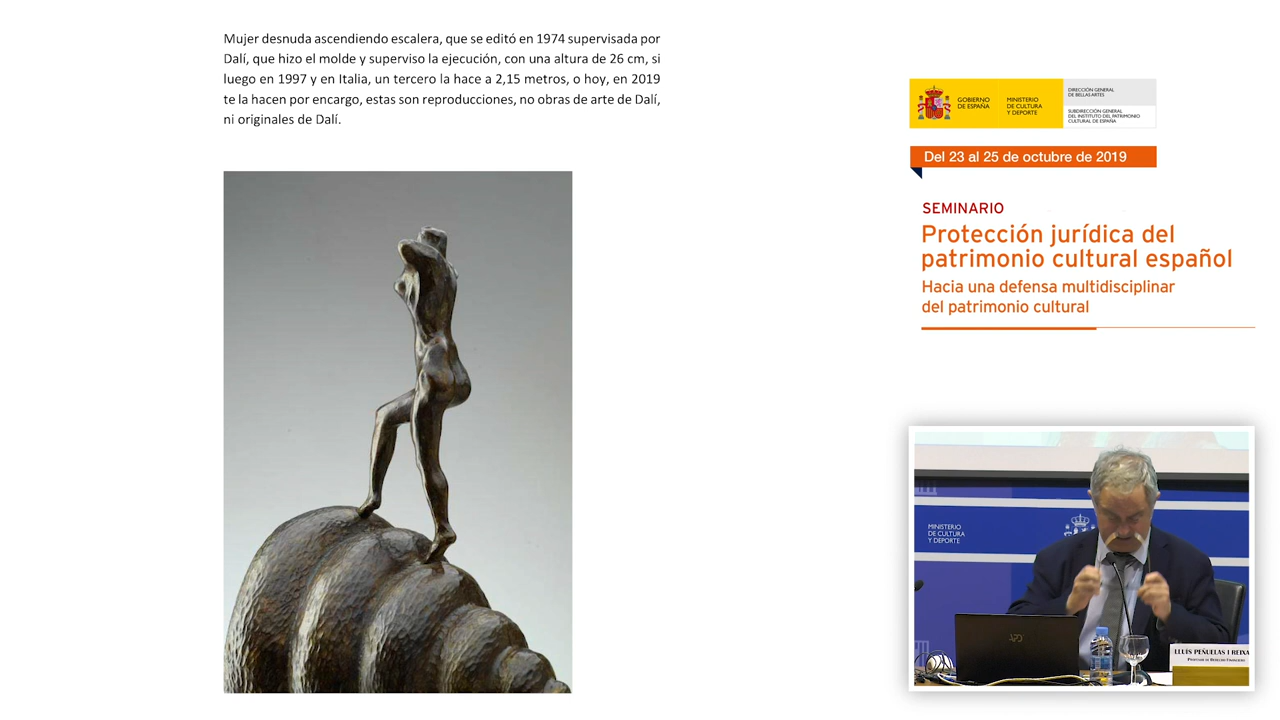 Mujer desnuda ascendiendo escalera, que se editó en 1974 supervisada por
Dalí, que hizo el molde y superviso la ejecución, con una altura de 26 cm, si
luego en 1997 y en Italia, un tercero la hace a 2,15 metros, o hoy, en 2019
te la hacen por encargo, estas son reproducciones, no obras de arte de Dalí,
ni originales de Dalí.
GOBIERNO
DE ESPAÑA
MINISTERIO
DE CULTURA
Y DEPORTE
DIRECCIÓN GENERAL
DE BELLAS ARTES
SUBDIRECCIÓN GENERAL
DEL INSTITUTO DEL PATRIMONIO
CULTURAL DE ESPAÑA
Del 23 al 25 de octubre de 2019
SEMINARIO
Protección jurídica del
patrimonio cultural español
Hacia una defensa multidisciplinar
del patrimonio cultural
MINISTERIO
DE CULTURA
Y DEPORTE
LLUÍS PEÑUELAS I REIXA